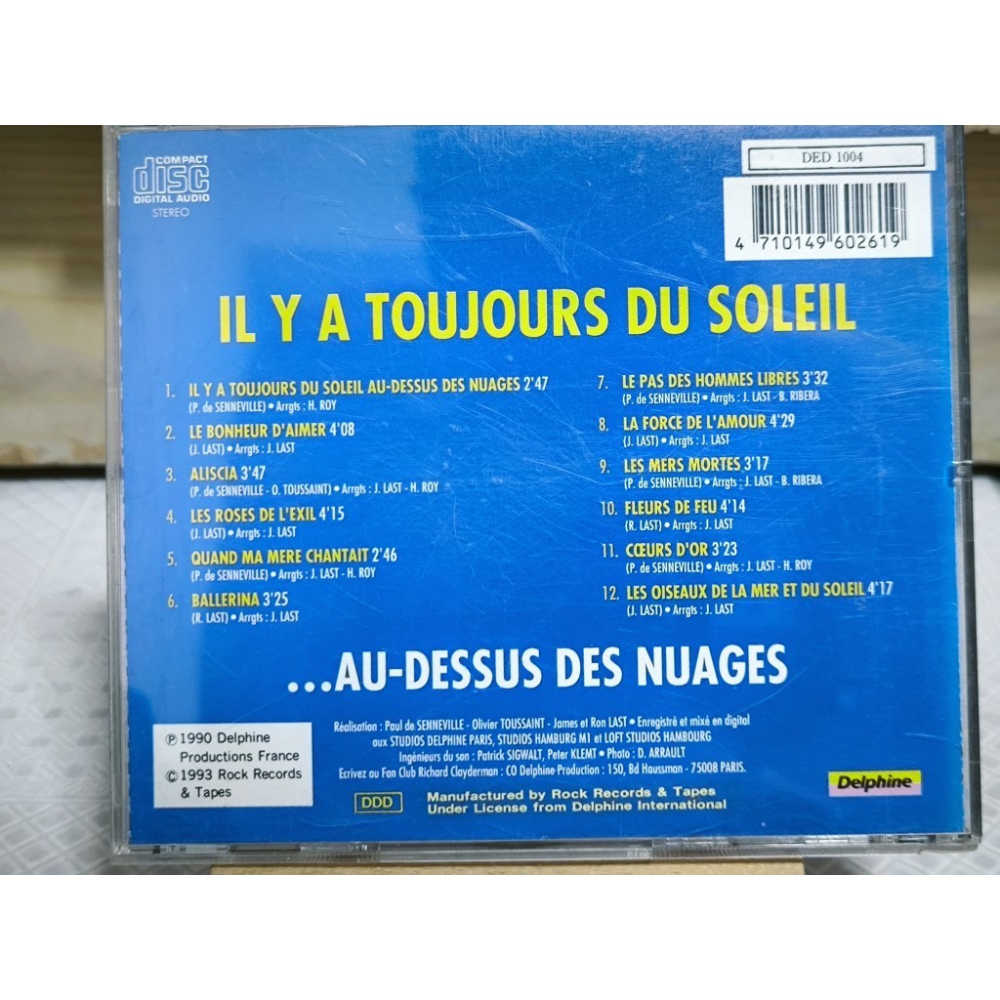 COMPACT
disc
DIGITAL AUDIO
STEREO
DED 1004
4 710149 602619
IL Y A TOUJOURS DU SOLEIL
1. IL Y A TOUJOURS DU SOLEIL AU-DESSUS DES NUAGES 2'47
(P. de SENNEVILLE) • Arrgts : H. ROY
2. LE BONHEUR D'AIMER 4'08
(J. LAST) • Arrgts : J. LAST
3. ALISCIA 3'47
(P. de SENNEVILLE - O. TOUSSAINT) • Arrgts : J. LAST - H. ROY
4. LES ROSES DE L'EXIL 4'15
(J. LAST) • Arrgts : J. LAST
5. QUAND MA MERE CHANTAIT 2'46
(P. de SENNEVILLE) • Arrgts : J. LAST - H. ROY
6. BALLERINA 3'25
(R. LAST) • Arrgts : J. LAST
7. LE PAS DES HOMMES LIBRES 3'32
(P. de SENNEVILLE) • Arrgts : J. LAST - B. RIBERA
8. LA FORCE DE L'AMOUR 4'29
(J. LAST) • Arrgts : J. LAST
9. LES MERS MORTES 3'17
(P. de SENNEVILLE) • Arrgts : J. LAST - B. RIBERA
10. FLEURS DE FEU 4'14
(R. LAST) • Arrgts : J. LAST
11. CŒURS D'OR 3'23
(P. de SENNEVILLE) • Arrgts : J. LAST - H. ROY
12. LES OISEAUX DE LA MER ET DU SOLEIL 4'17
(J. LAST) • Arrgts : J. LAST
...AU-DESSUS DES NUAGES
Réalisation : Paul de SENNEVILLE - Olivier TOUSSAINT - James et Ron LAST • Enregistré et mixé en digital
aux STUDIOS DELPHINE PARIS, STUDIOS HAMBURG M1 et LOFT STUDIOS HAMBOURG
Ingénieurs du son : Patrick SIGWALT, Peter KLEMT • Photo : D. ARRAULT
Ecrivez au Fan Club Richard Clayderman : CO Delphine-Production : 150, Bd Haussman - 75008 PARIS.
℗ 1990 Delphine
Productions France
© 1993 Rock Records
& Tapes
DDD
Manufactured by Rock Records & Tapes
Under License from Delphine International
Delphine